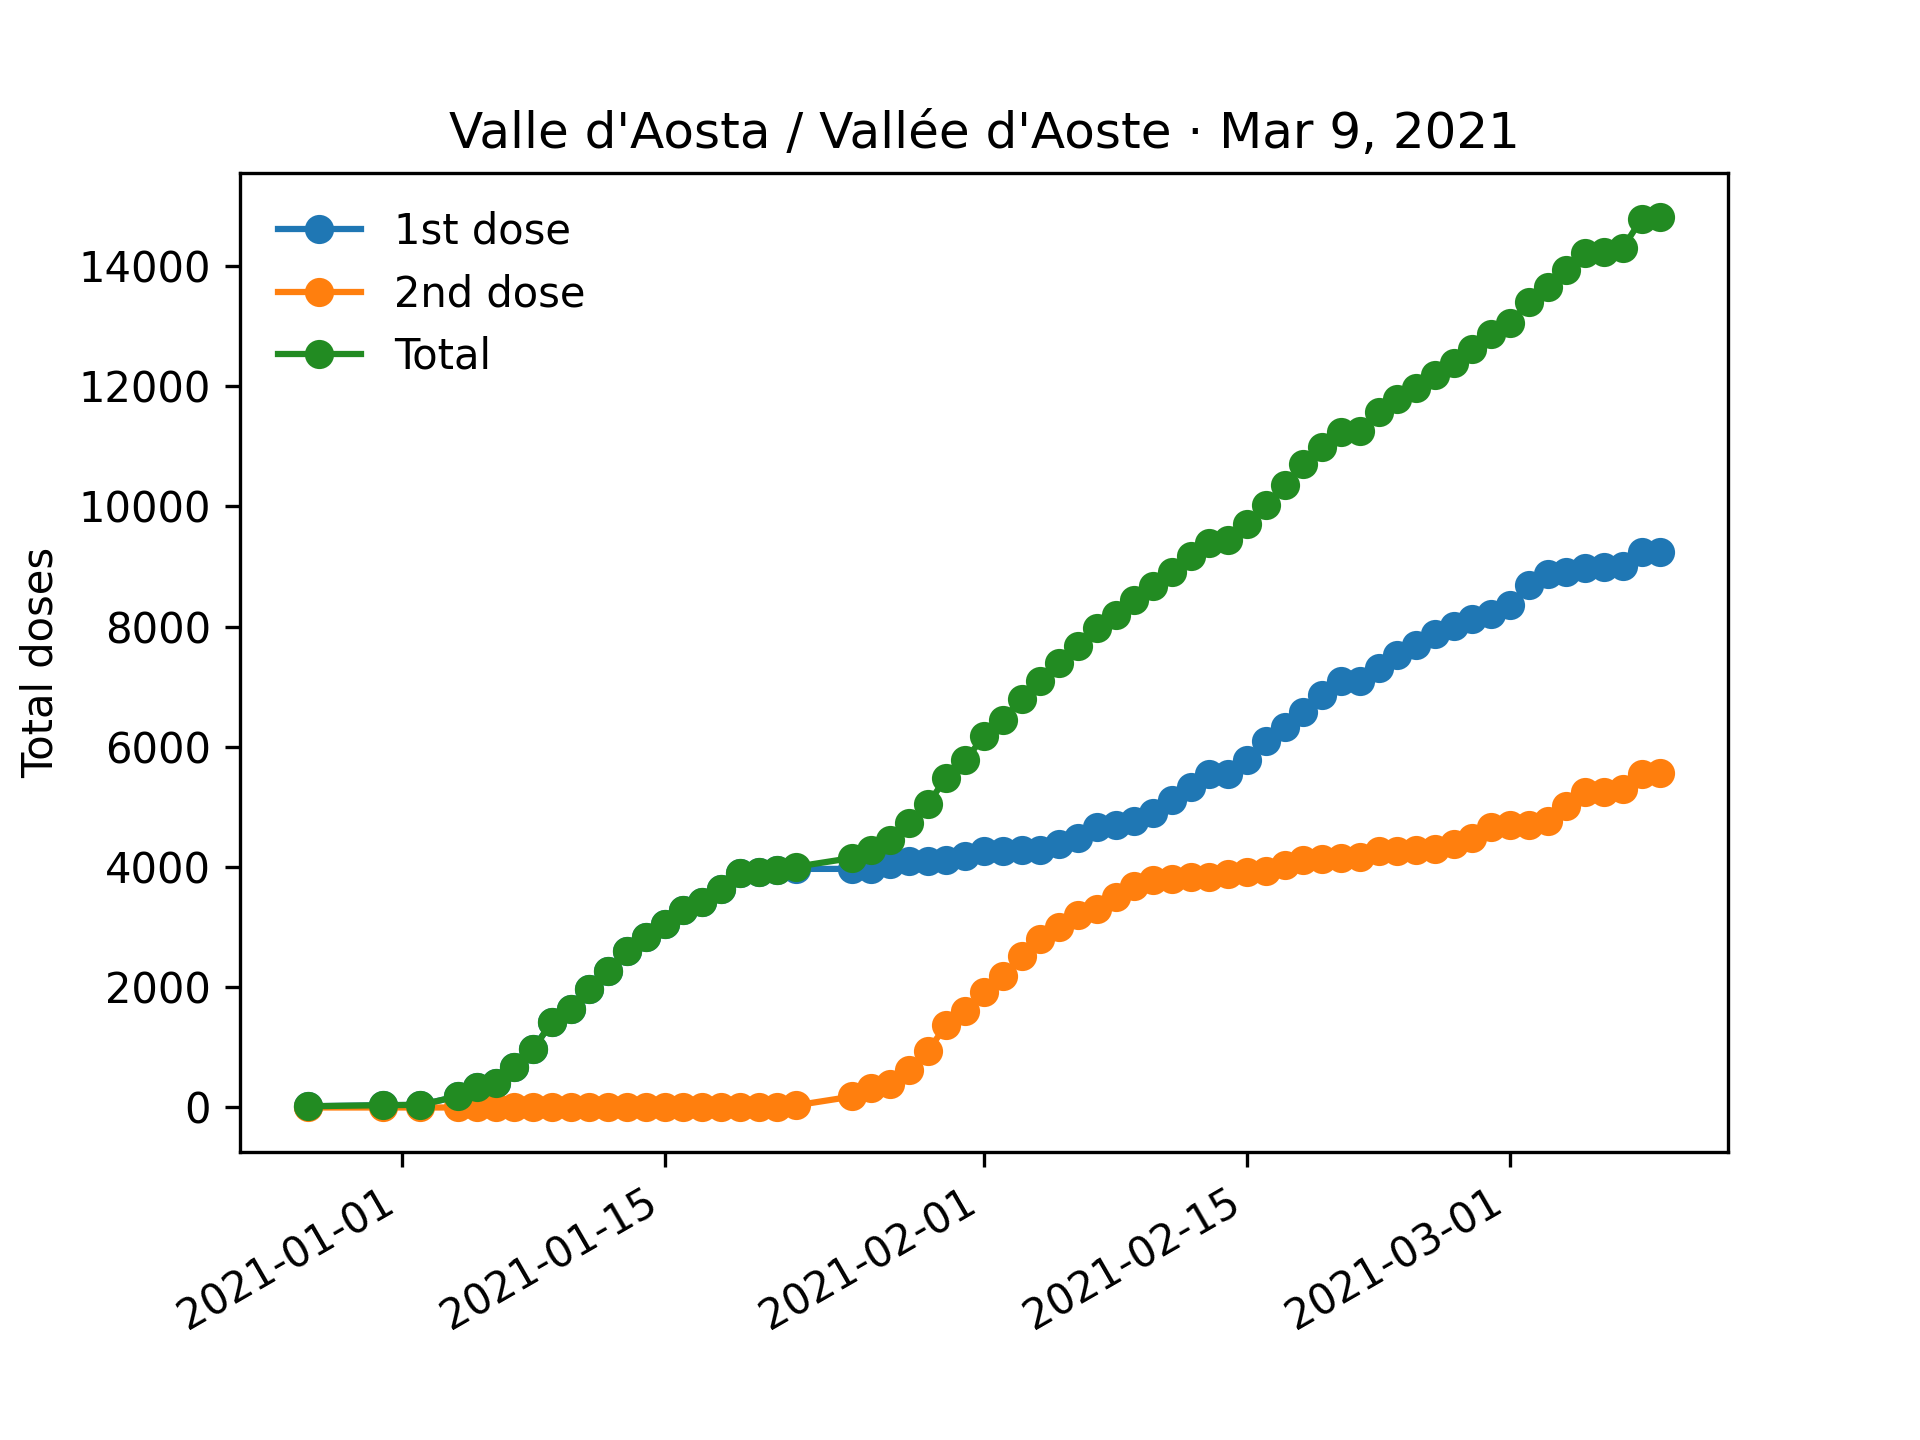 Valle d'Aosta / Vallée d'Aoste · Mar 9, 2021
1st dose
2nd dose
Total
Total doses
14000
12000
10000
8000
6000
4000
2000
0
2021-01-01
2021-01-15
2021-02-01
2021-02-15
2021-03-01